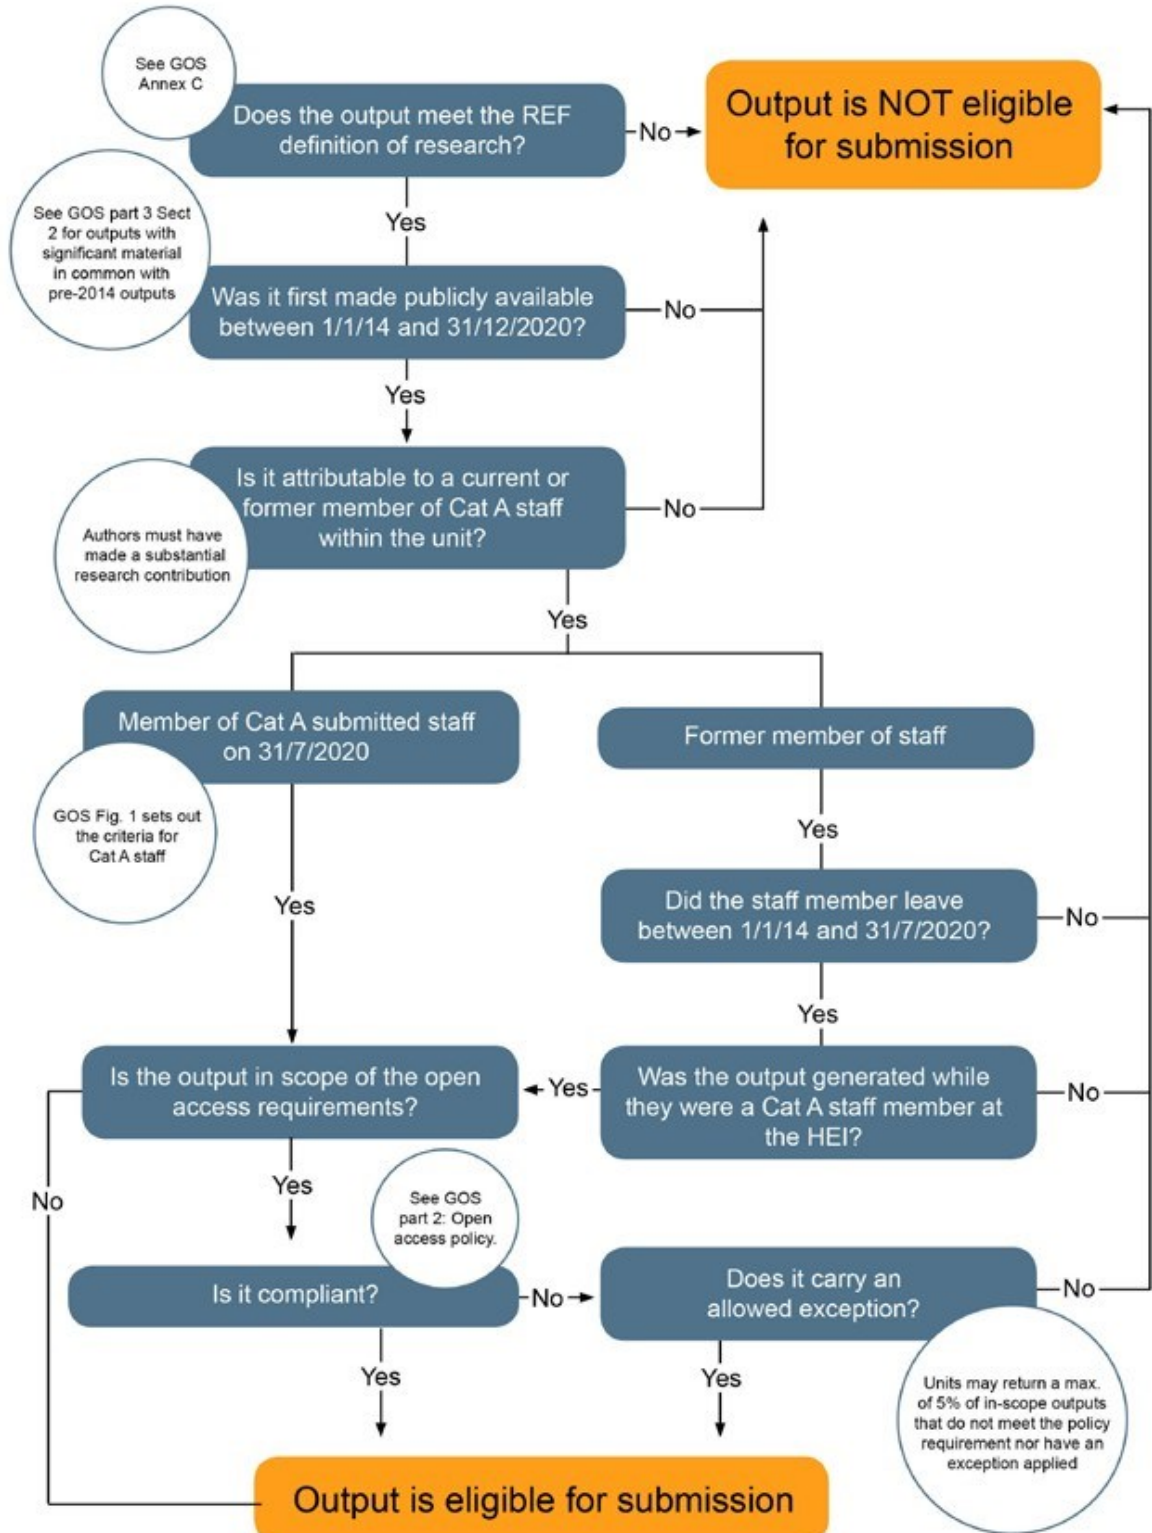 See GOS
Annex C
Does the output meet the REF
definition of research?
No
Output is NOT eligible
for submission
Yes
See GOS part 3 Sect
2 for outputs with
significant material
in common with
pre-2014 outputs
Was it first made publicly available
between 1/1/14 and 31/12/2020?
No
Yes
Is it attributable to a current or
former member of Cat A staff
within the unit?
No
Authors must have
made a substantial
research contribution
Yes
Member of Cat A submitted staff
on 31/7/2020
Former member of staff
GOS Fig. 1 sets out
the criteria for
Cat A staff
Yes
Yes
Did the staff member leave
between 1/1/14 and 31/7/2020?
No
Yes
Is the output in scope of the open
access requirements?
Yes
Was the output generated while
they were a Cat A staff member at
the HEI?
No
No
Yes
See GOS
part 2: Open
access policy.
Is it compliant?
No
Does it carry an
allowed exception?
No
Yes
Yes
Units may return a max.
of 5% of in-scope outputs
that do not meet the policy
requirement nor have an
exception applied
Output is eligible for submission